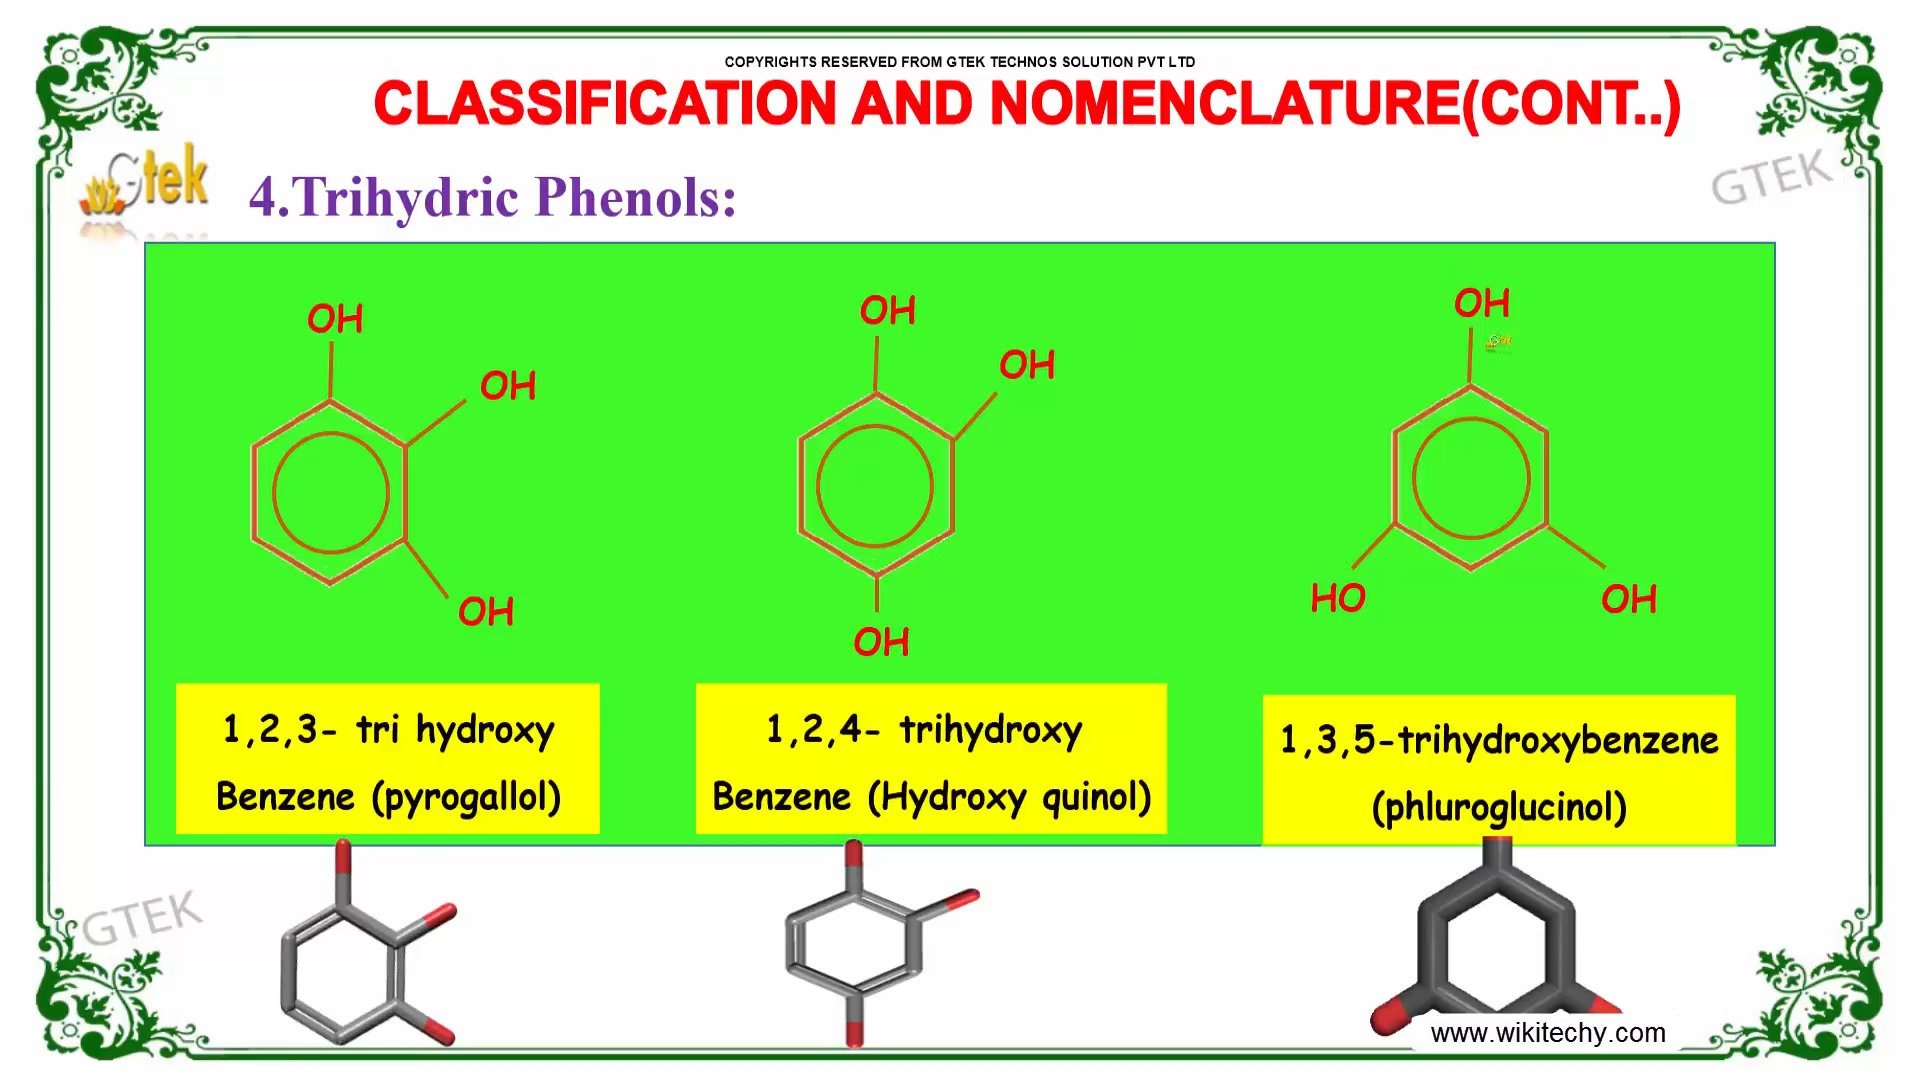 COPYRIGHTS RESERVED FROM GTEK TECHNOS SOLUTION PVT LTD
CLASSIFICATION AND NOMENCLATURE(CONT..)
Gtek
GTEK
4.Trihydric Phenols:
OH
OH
OH
OH
OH
OH
OH
Gtek
HO
OH
1,2,3- tri hydroxy
Benzene (pyrogallol)
1,2,4- trihydroxy
Benzene (Hydroxy quinol)
1,3,5-trihydroxybenzene
(phluroglucinol)
GTEK
www.wikitechy.com